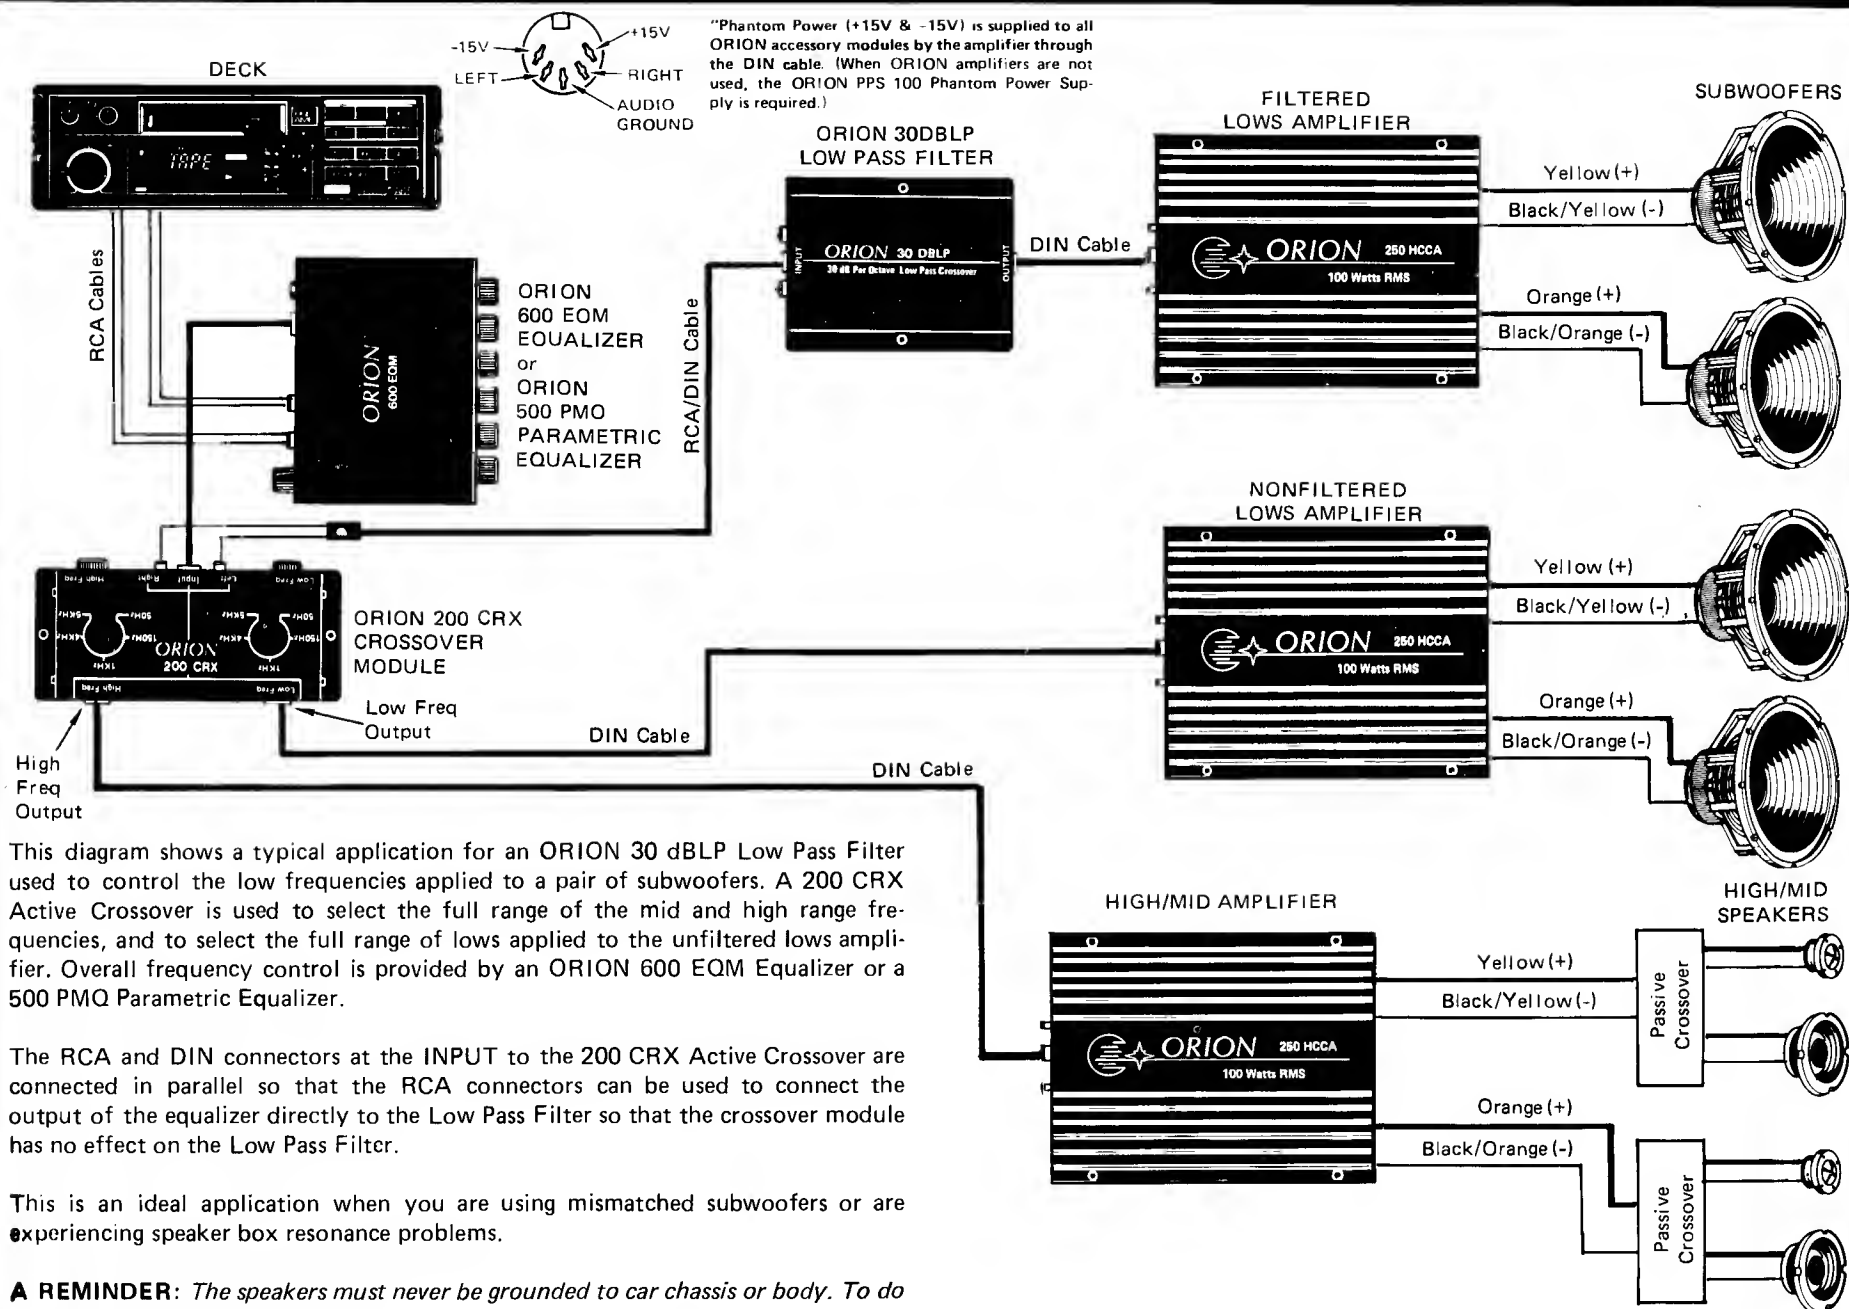 DECK
-15V
+15V
LEFT
RIGHT
AUDIO
GROUND
"Phantom Power (+15V & -15V) is supplied to all
ORION accessory modules by the amplifier through
the DIN cable. (When ORION amplifiers are not
used, the ORION PPS 100 Phantom Power Sup-
ply is required.)
TAPE
RCA Cables
ORION
600 EQM
ORION
600 EQM
EQUALIZER
or
ORION
500 PMQ
PARAMETRIC
EQUALIZER
RCA/DIN Cable
ORION 30DBLP
LOW PASS FILTER
INPUT
ORION 30 DBLP
30 dB Per Octave Low Pass Crossover
OUTPUT
DIN Cable
FILTERED
LOWS AMPLIFIER
ORION 250 HCCA
100 Watts RMS
SUBWOOFERS
Yellow (+)
Black/Yellow (-)
Orange (+)
Black/Orange (-)
NONFILTERED
LOWS AMPLIFIER
ORION 250 HCCA
100 Watts RMS
Yellow (+)
Black/Yellow (-)
Orange (+)
Black/Orange (-)
High Freq
Right
Input
Left
Low Freq
5KHz
50Hz
4KHz
150Hz
1KHz
5KHz
50Hz
4KHz
150Hz
1KHz
ORION
200 CRX
High Freq
Low Freq
ORION 200 CRX
CROSSOVER
MODULE
Low Freq
Output
DIN Cable
High
Freq
Output
DIN Cable
HIGH/MID AMPLIFIER
ORION 250 HCCA
100 Watts RMS
HIGH/MID
SPEAKERS
Yellow (+)
Black/Yellow (-)
Passive
Crossover
Orange (+)
Black/Orange (-)
Passive
Crossover
This diagram shows a typical application for an ORION 30 dBLP Low Pass Filter
used to control the low frequencies applied to a pair of subwoofers. A 200 CRX
Active Crossover is used to select the full range of the mid and high range fre-
quencies, and to select the full range of lows applied to the unfiltered lows ampli-
fier. Overall frequency control is provided by an ORION 600 EQM Equalizer or a
500 PMQ Parametric Equalizer.
The RCA and DIN connectors at the INPUT to the 200 CRX Active Crossover are
connected in parallel so that the RCA connectors can be used to connect the
output of the equalizer directly to the Low Pass Filter so that the crossover module
has no effect on the Low Pass Filter.
This is an ideal application when you are using mismatched subwoofers or are
experiencing speaker box resonance problems.
A REMINDER: The speakers must never be grounded to car chassis or body. To do